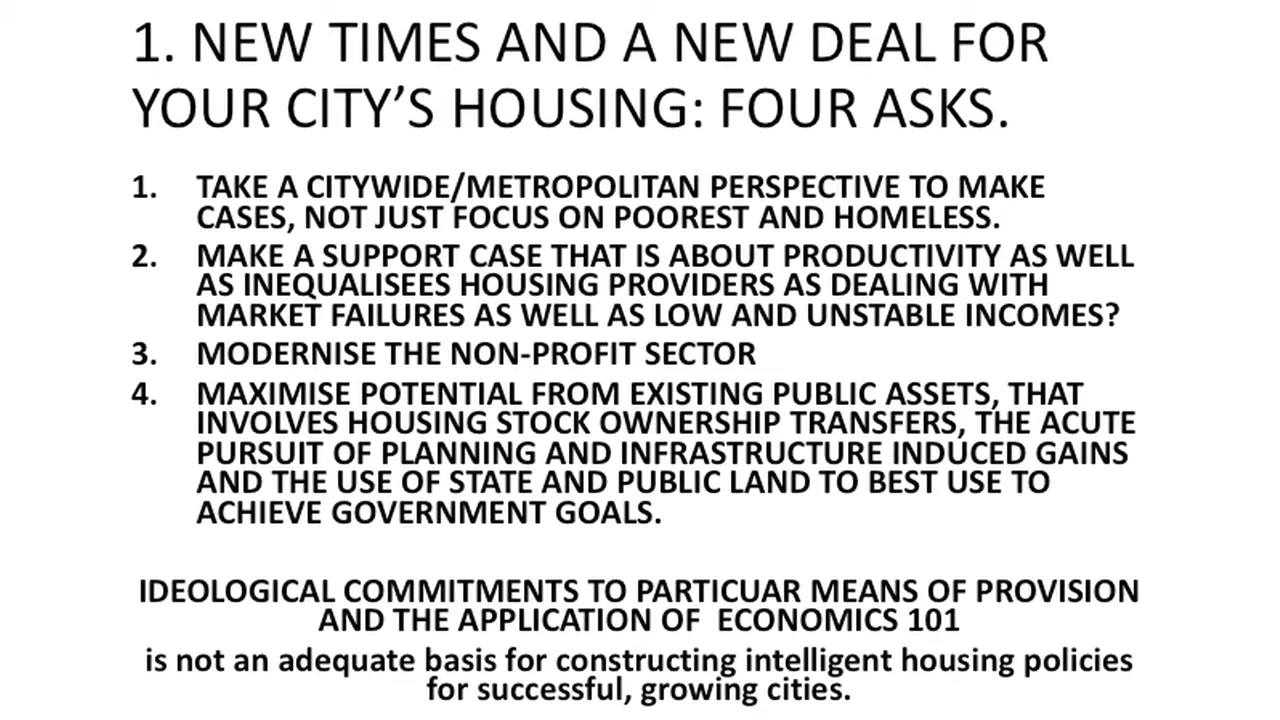 1. NEW TIMES AND A NEW DEAL FOR
YOUR CITY’S HOUSING: FOUR ASKS.
1. TAKE A CITYWIDE/METROPOLITAN PERSPECTIVE TO MAKE
CASES, NOT JUST FOCUS ON POOREST AND HOMELESS.
2. MAKE A SUPPORT CASE THAT IS ABOUT PRODUCTIVITY AS WELL
AS INEQUALISEES HOUSING PROVIDERS AS DEALING WITH
MARKET FAILURES AS WELL AS LOW AND UNSTABLE INCOMES?
3. MODERNISE THE NON-PROFIT SECTOR
4. MAXIMISE POTENTIAL FROM EXISTING PUBLIC ASSETS, THAT
INVOLVES HOUSING STOCK OWNERSHIP TRANSFERS, THE ACUTE
PURSUIT OF PLANNING AND INFRASTRUCTURE INDUCED GAINS
AND THE USE OF STATE AND PUBLIC LAND TO BEST USE TO
ACHIEVE GOVERNMENT GOALS.
IDEOLOGICAL COMMITMENTS TO PARTICUAR MEANS OF PROVISION
AND THE APPLICATION OF ECONOMICS 101
is not an adequate basis for constructing intelligent housing policies
for successful, growing cities.